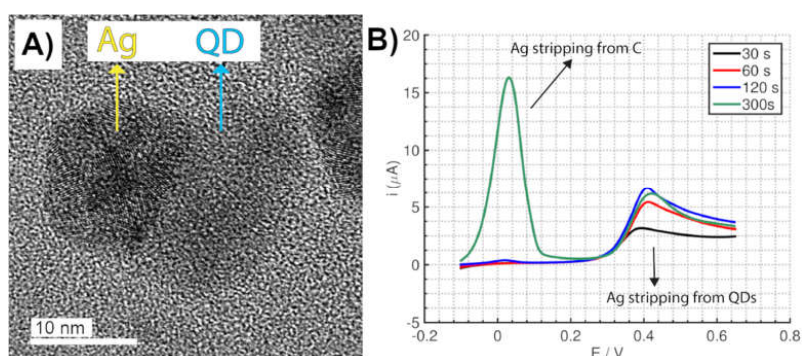 A)
Ag
QD
10 nm
B)
Ag stripping from C
30 s
60 s
120 s
300s
i (μA)
20
15
10
5
0
-5
Ag stripping from QDs
-0.2
0
0.2
0.4
0.6
0.8
E / V